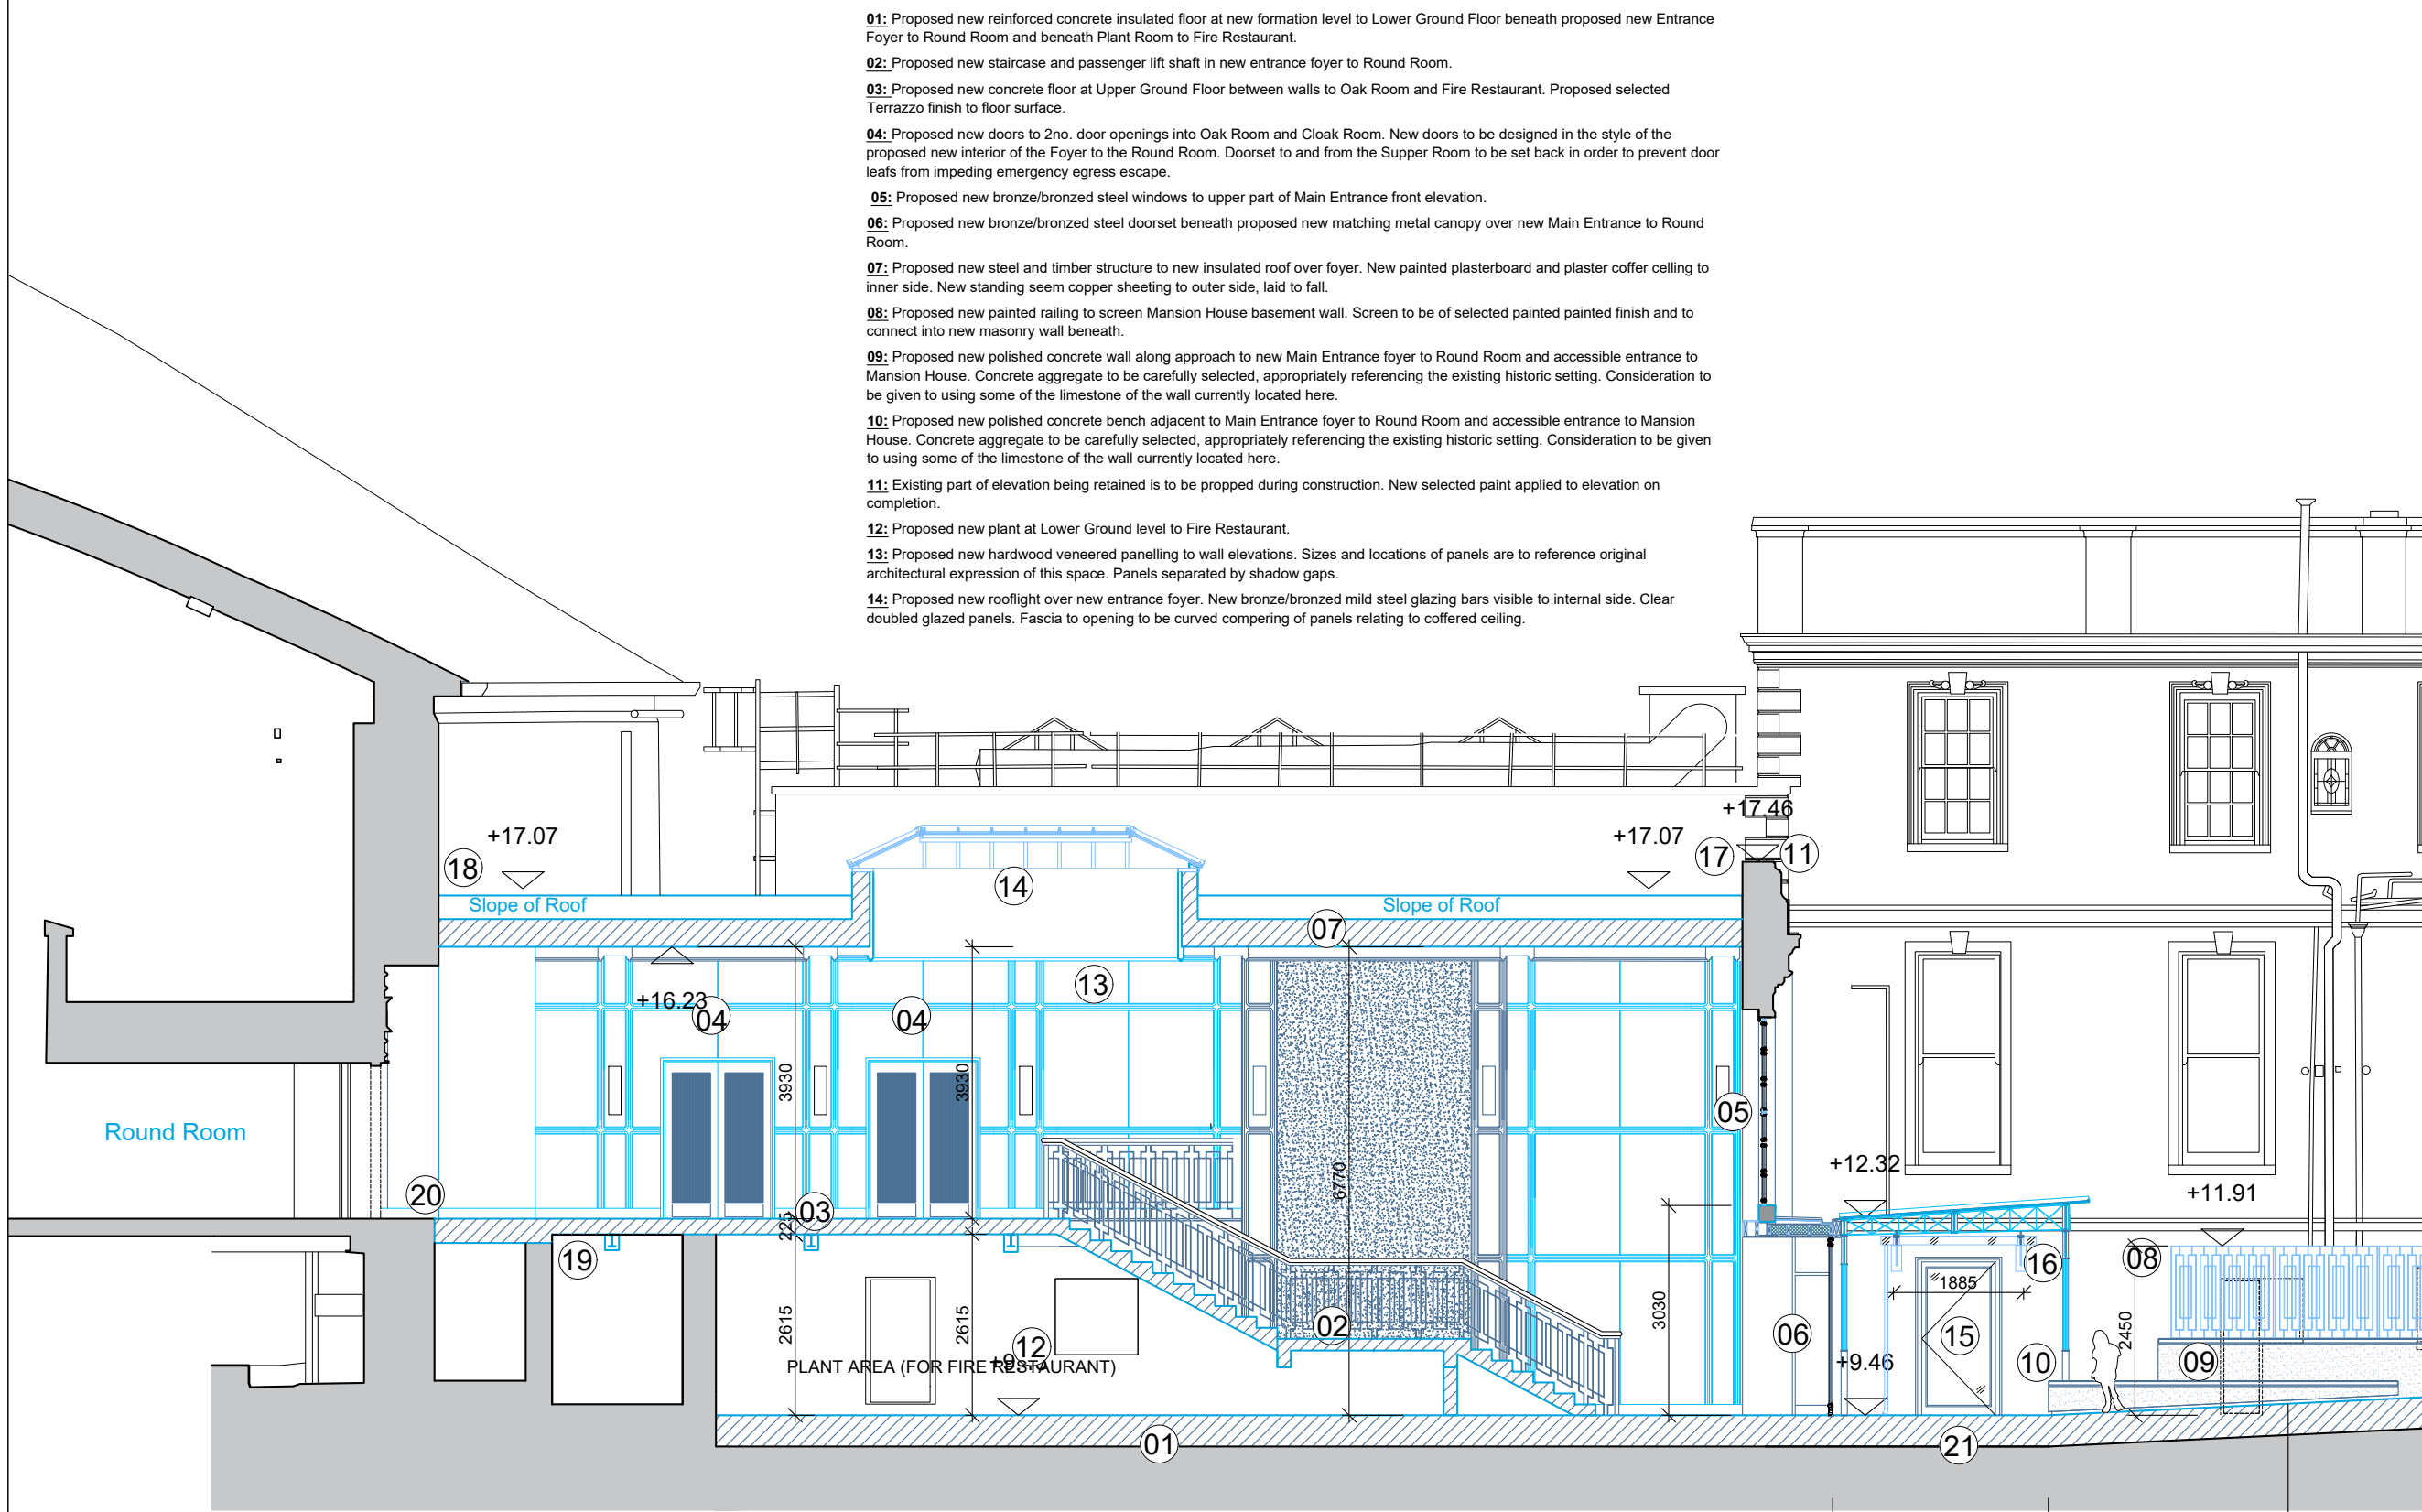 01: Proposed new reinforced concrete insulated floor at new formation level to Lower Ground Floor beneath proposed new Entrance
Foyer to Round Room and beneath Plant Room to Fire Restaurant.
02: Proposed new staircase and passenger lift shaft in new entrance foyer to Round Room.
03: Proposed new concrete floor at Upper Ground Floor between walls to Oak Room and Fire Restaurant. Proposed selected
Terrazzo finish to floor surface.
04: Proposed new doors to 2no. door openings into Oak Room and Cloak Room. New doors to be designed in the style of the
proposed new interior of the Foyer to the Round Room. Doorset to and from the Supper Room to be set back in order to prevent door
leafs from impeding emergency egress escape.
05: Proposed new bronze/bronzed steel windows to upper part of Main Entrance front elevation.
06: Proposed new bronze/bronzed steel doorset beneath proposed new matching metal canopy over new Main Entrance to Round
Room.
07: Proposed new steel and timber structure to new insulated roof over foyer. New painted plasterboard and plaster coffer celling to
inner side. New standing seem copper sheeting to outer side, laid to fall.
08: Proposed new painted railing to screen Mansion House basement wall. Screen to be of selected painted painted finish and to
connect into new masonry wall beneath.
09: Proposed new polished concrete wall along approach to new Main Entrance foyer to Round Room and accessible entrance to
Mansion House. Concrete aggregate to be carefully selected, appropriately referencing the existing historic setting. Consideration to
be given to using some of the limestone of the wall currently located here.
10: Proposed new polished concrete bench adjacent to Main Entrance foyer to Round Room and accessible entrance to Mansion
House. Concrete aggregate to be carefully selected, appropriately referencing the existing historic setting. Consideration to be given
to using some of the limestone of the wall currently located here.
11: Existing part of elevation being retained is to be propped during construction. New selected paint applied to elevation on
completion.
12: Proposed new plant at Lower Ground level to Fire Restaurant.
13: Proposed new hardwood veneered panelling to wall elevations. Sizes and locations of panels are to reference original
architectural expression of this space. Panels separated by shadow gaps.
14: Proposed new rooflight over new entrance foyer. New bronze/bronzed mild steel glazing bars visible to internal side. Clear
doubled glazed panels. Fascia to opening to be curved compering of panels relating to coffered ceiling.
+17.46
+17.07
+17.07
17
11
18
14
Slope of Roof
Slope of Roof
07
13
+16.23
04
04
3930
3930
05
Round Room
+12.32
6770
20
+11.91
03
225
19
08
16
1885
3030
2615
2615
02
2450
06
15
12
PLANT AREA (FOR FIRE RESTAURANT)
+9.46
10
09
01
21